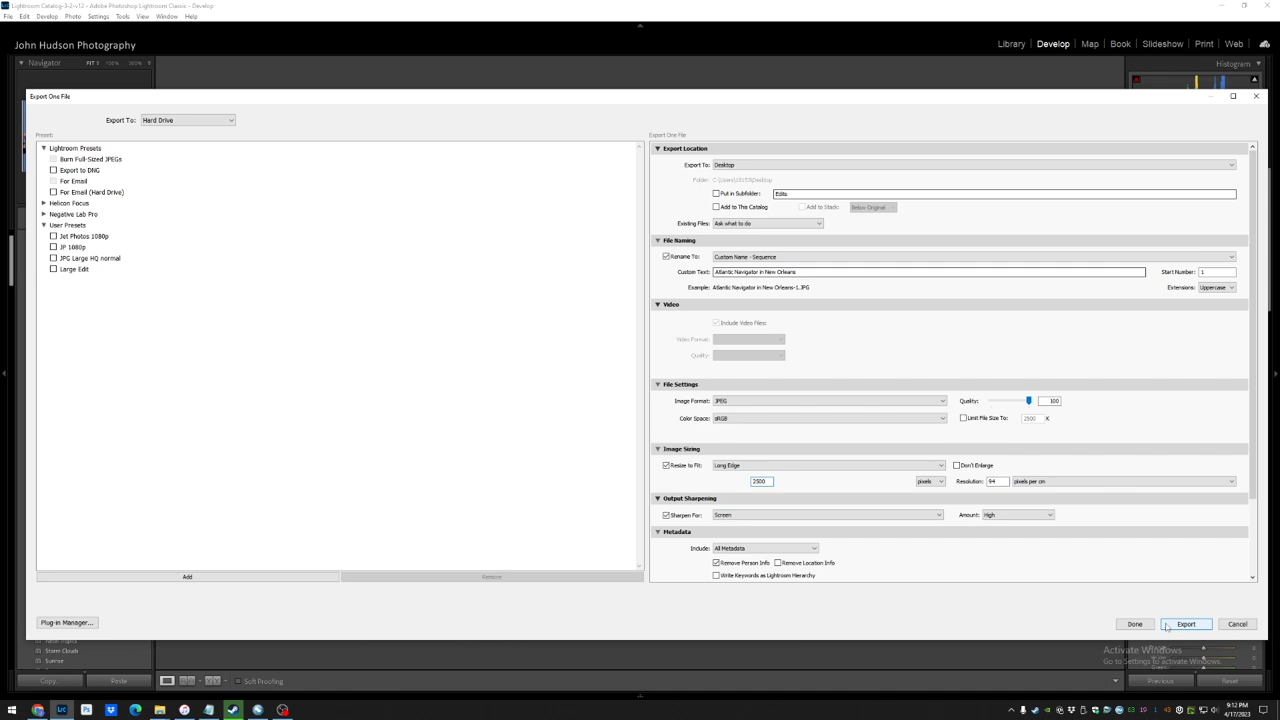 Lightroom Catalog-3-2-v12 - Adobe Photoshop Lightroom Classic - Develop
File Edit Develop Photo Settings Tools View Window Help
John Hudson Photography
Library | Develop | Map | Book | Slideshow | Print | Web
Navigator FIT 100% 300%
Histogram
Export One File
Export To: Hard Drive
Preset:
Lightroom Presets
Burn Full-Sized JPEGs
Export to DNG
For Email
For Email (Hard Drive)
Helicon Focus
Negative Lab Pro
User Presets
Jet Photos 1080p
JP 1080p
JPG Large HQ normal
Large Edit
Add
Remove
Plug-in Manager...
Export One File
Export Location
Export To: Desktop
Folder:
Put in Subfolder:
Add to This Catalog Add to Stack: Below Original
Existing Files: Ask what to do
File Naming
Rename To: Custom Name - Sequence
Custom Text: Atlantic Navigator in New Orleans Start Number: 1
Example: Atlantic Navigator in New Orleans-1.JPG Extensions: Uppercase
Video
Include Video Files:
Video Format:
Quality:
File Settings
Image Format: JPEG Quality: 100
Color Space: sRGB Limit File Size To: 2500 K
Image Sizing
Resize to Fit: Long Edge Don't Enlarge
2500 pixels Resolution: 94 pixels per cm
Output Sharpening
Sharpen For: Screen Amount: High
Metadata
Include: All Metadata
Remove Person Info Remove Location Info
Write Keywords as Lightroom Hierarchy
Done Export Cancel
Storm Clouds
Sunrise
Activate Windows
Go to Settings to activate Windows.
Copy... Paste
Soft Proofing
Previous Reset
9:12 PM
4/17/2023